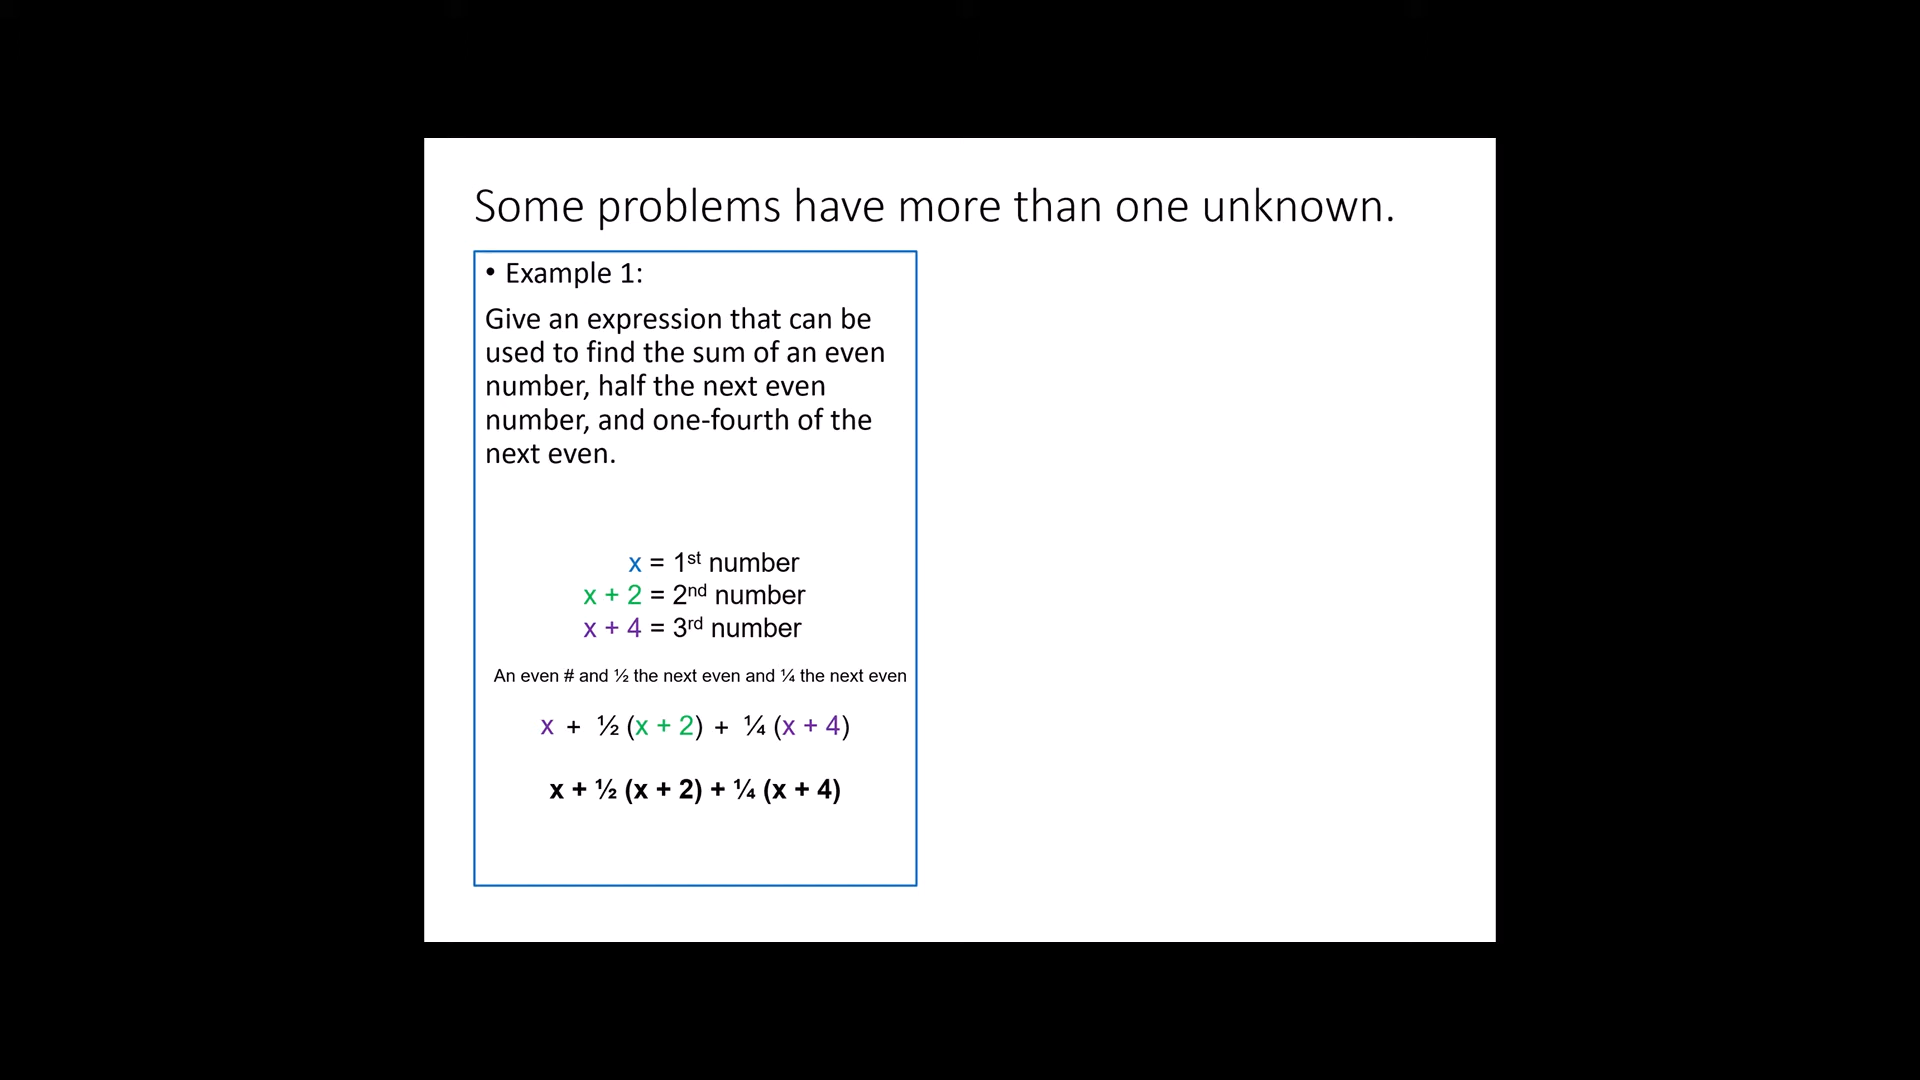 Some problems have more than one unknown.
• Example 1:
Give an expression that can be
used to find the sum of an even
number, half the next even
number, and one-fourth of the
next even.
x = 1st number
x + 2 = 2nd number
x + 4 = 3rd number
An even # and ½ the next even and ¼ the next even
x + ½ (x + 2) + ¼ (x + 4)
x + ½ (x + 2) + ¼ (x + 4)